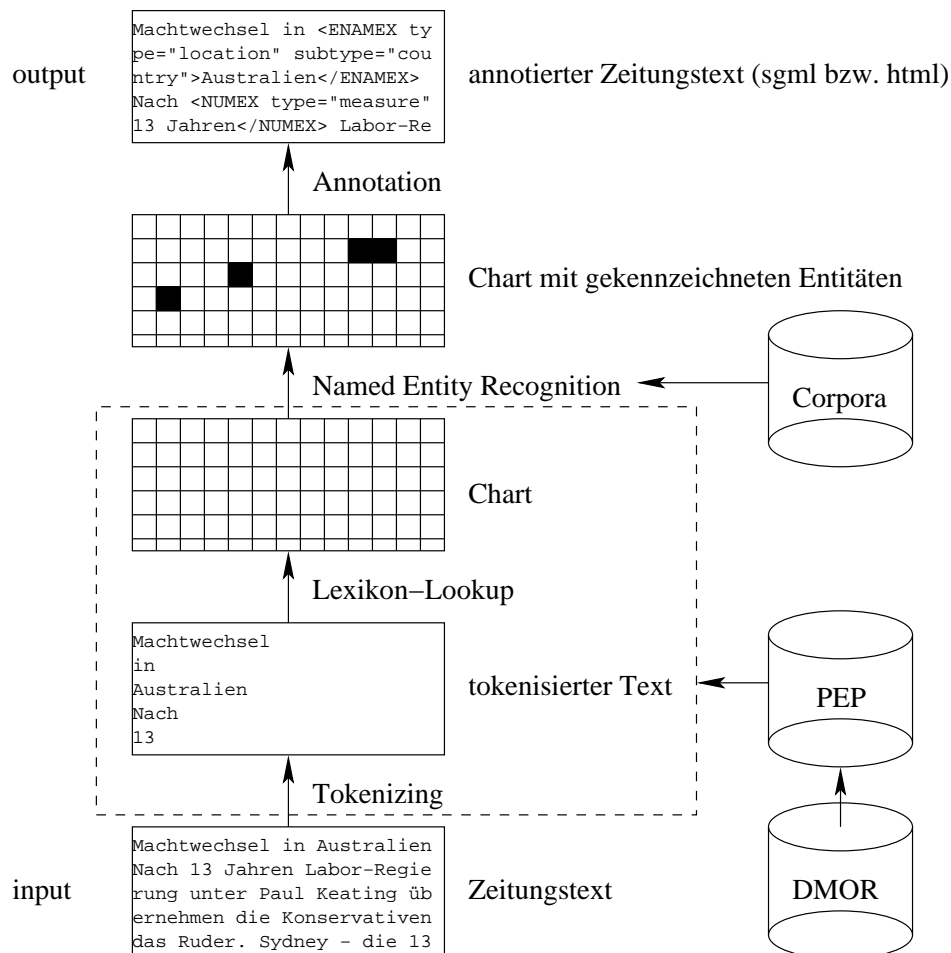 output
Machtwechsel in <ENAMEX ty
pe="location" subtype="cou
ntry">Australien</ENAMEX>
Nach <NUMEX type="measure"
13 Jahren</NUMEX> Labor-Re
annotierter Zeitungstext (sgml bzw. html)
Annotation
Chart mit gekennzeichneten Entitäten
Named Entity Recognition
Corpora
Chart
Lexikon-Lookup
Machtwechsel
in
Australien
Nach
13
tokenisierter Text
PEP
Tokenizing
input
Machtwechsel in Australien
Nach 13 Jahren Labor-Regie
rung unter Paul Keating üb
ernehmen die Konservativen
das Ruder. Sydney - die 13
Zeitungstext
DMOR